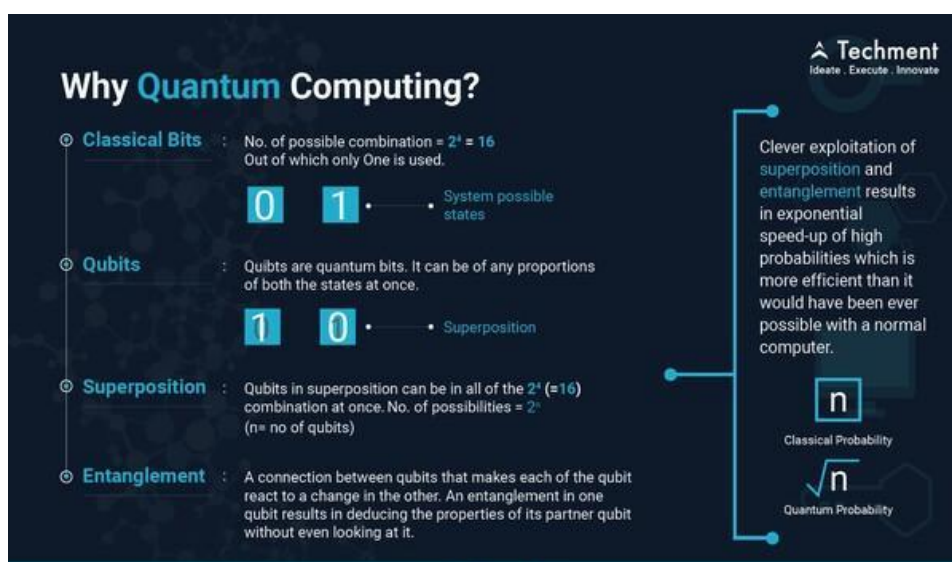 Techment
Ideate . Execute . Innovate
Why Quantum Computing?
Classical Bits : No. of possible combination = 2⁴ = 16
Out of which only One is used.
0 1 System possible
states
Qubits : Quibts are quantum bits. It can be of any proportions
of both the states at once.
1 0 Superposition
Superposition : Qubits in superposition can be in all of the 2⁴ (=16)
combination at once. No. of possibilities = 2ⁿ
(n= no of qubits)
Entanglement : A connection between qubits that makes each of the qubit
react to a change in the other. An entanglement in one
qubit results in deducing the properties of its partner qubit
without even looking at it.
Clever exploitation of
superposition and
entanglement results
in exponential
speed-up of high
probabilities which is
more efficient than it
would have been ever
possible with a normal
computer.
n
Classical Probability
√n
Quantum Probability